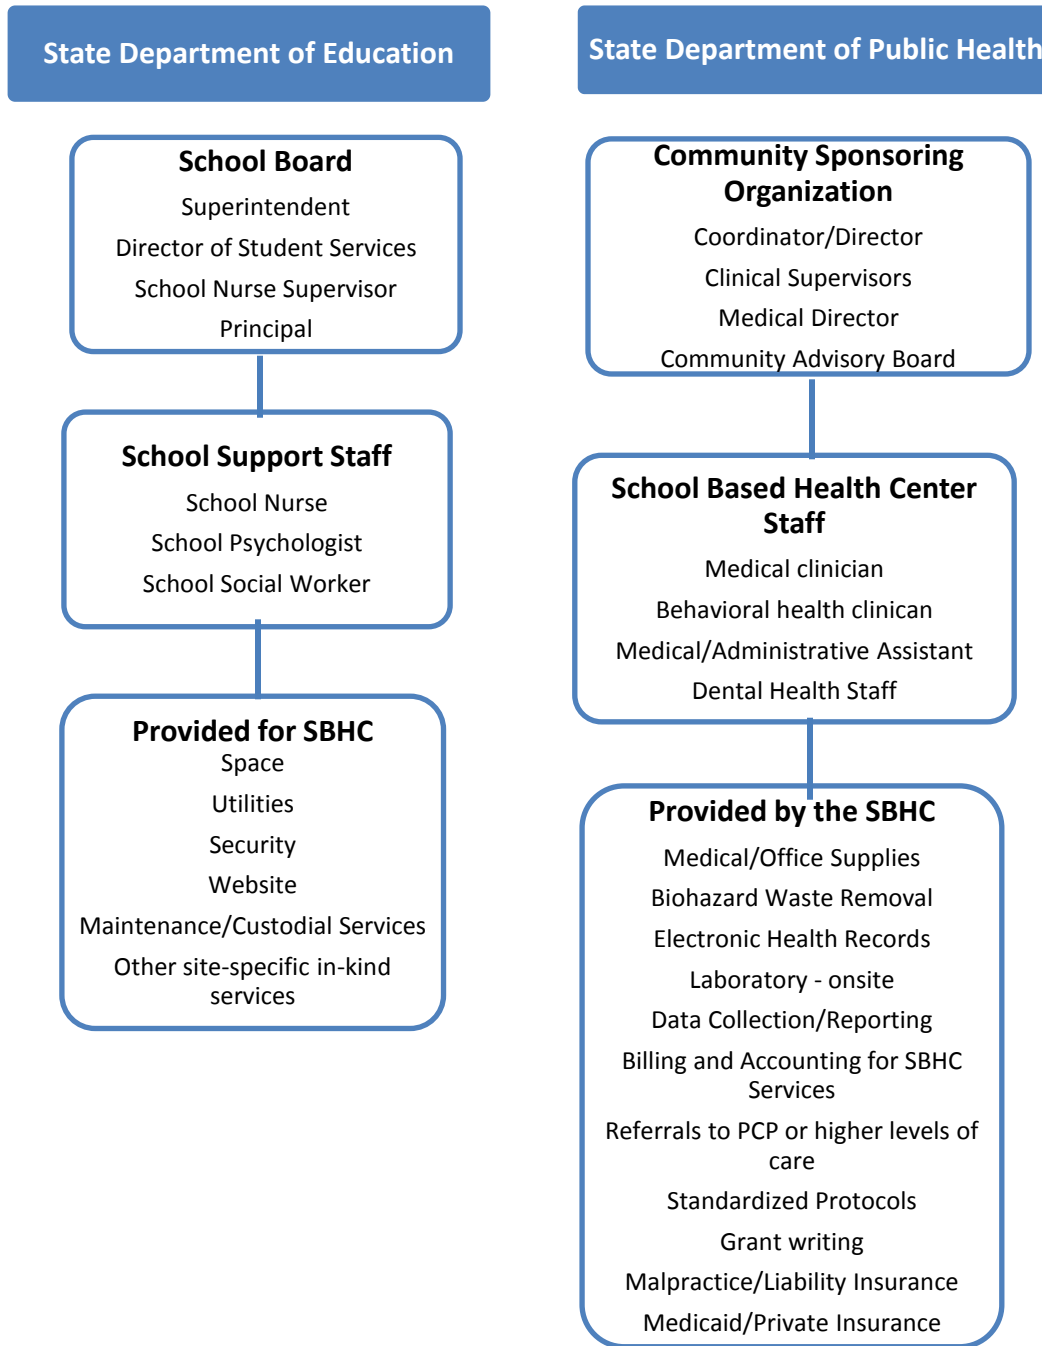 State Department of Education
School Board
Superintendent
Director of Student Services
School Nurse Supervisor
Principal
School Support Staff
School Nurse
School Psychologist
School Social Worker
Provided for SBHC
Space
Utilities
Security
Website
Maintenance/Custodial Services
Other site-specific in-kind
services
State Department of Public Health
Community Sponsoring
Organization
Coordinator/Director
Clinical Supervisors
Medical Director
Community Advisory Board
School Based Health Center
Staff
Medical clinician
Behavioral health clinican
Medical/Administrative Assistant
Dental Health Staff
Provided by the SBHC
Medical/Office Supplies
Biohazard Waste Removal
Electronic Health Records
Laboratory - onsite
Data Collection/Reporting
Billing and Accounting for SBHC
Services
Referrals to PCP or higher levels of
care
Standardized Protocols
Grant writing
Malpractice/Liability Insurance
Medicaid/Private Insurance